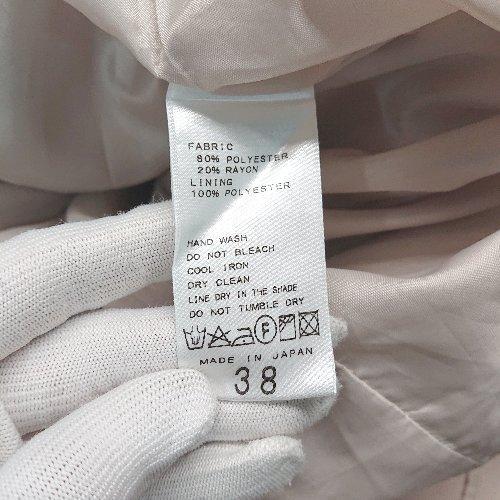 FABRIC
80% POLYESTER
20% RAYON
LINING
100% POLYESTER
HAND WASH
DO NOT BLEACH
COOL IRON
DRY CLEAN
LINE DRY IN THE SHADE
DO NOT TUMBLE DRY
F
MADE IN JAPAN
38